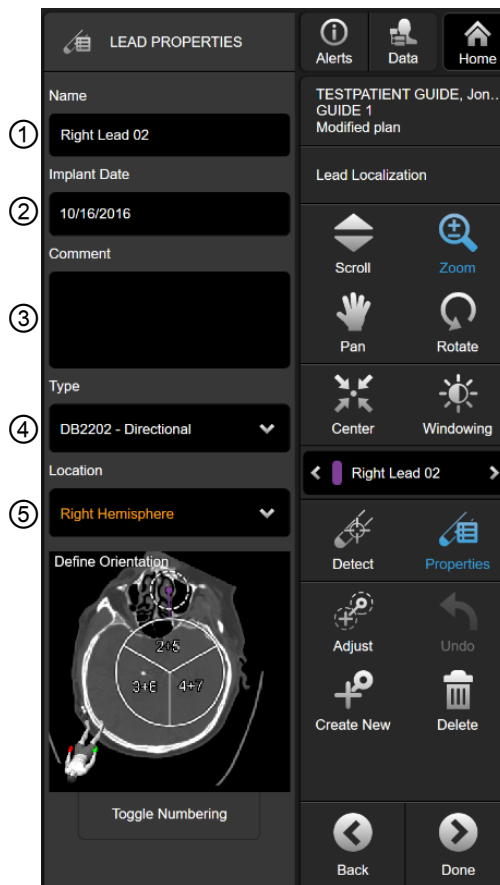 LEAD PROPERTIES
Name
① Right Lead 02
Implant Date
② 10/16/2016
Comment
③
Type
④ DB2202 - Directional
Location
⑤ Right Hemisphere
Define Orientation
2+5
3+6 4+7
Toggle Numbering
Alerts Data Home
TESTPATIENT GUIDE, Jon...
GUIDE 1
Modified plan
Lead Localization
Scroll Zoom
Pan Rotate
Center Windowing
Right Lead 02
Detect Properties
Adjust Undo
Create New Delete
Back Done